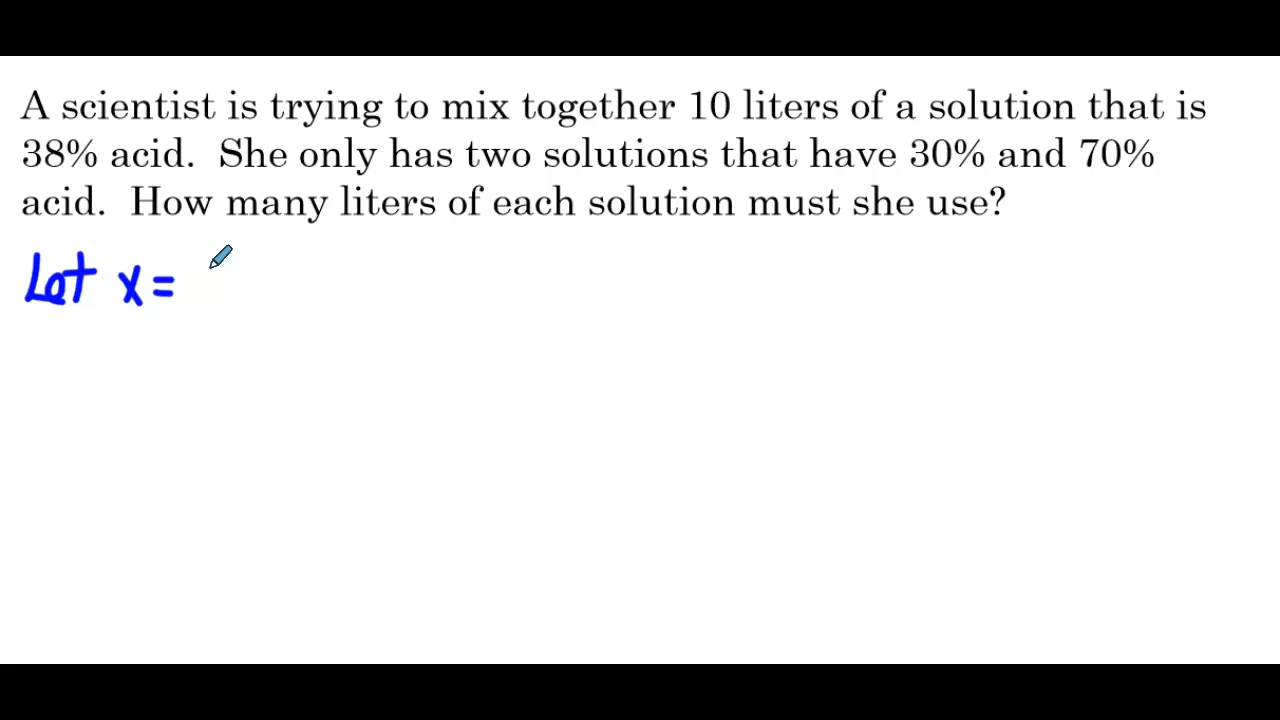 A scientist is trying to mix together 10 liters of a solution that is
38% acid. She only has two solutions that have 30% and 70%
acid. How many liters of each solution must she use?
Let x =